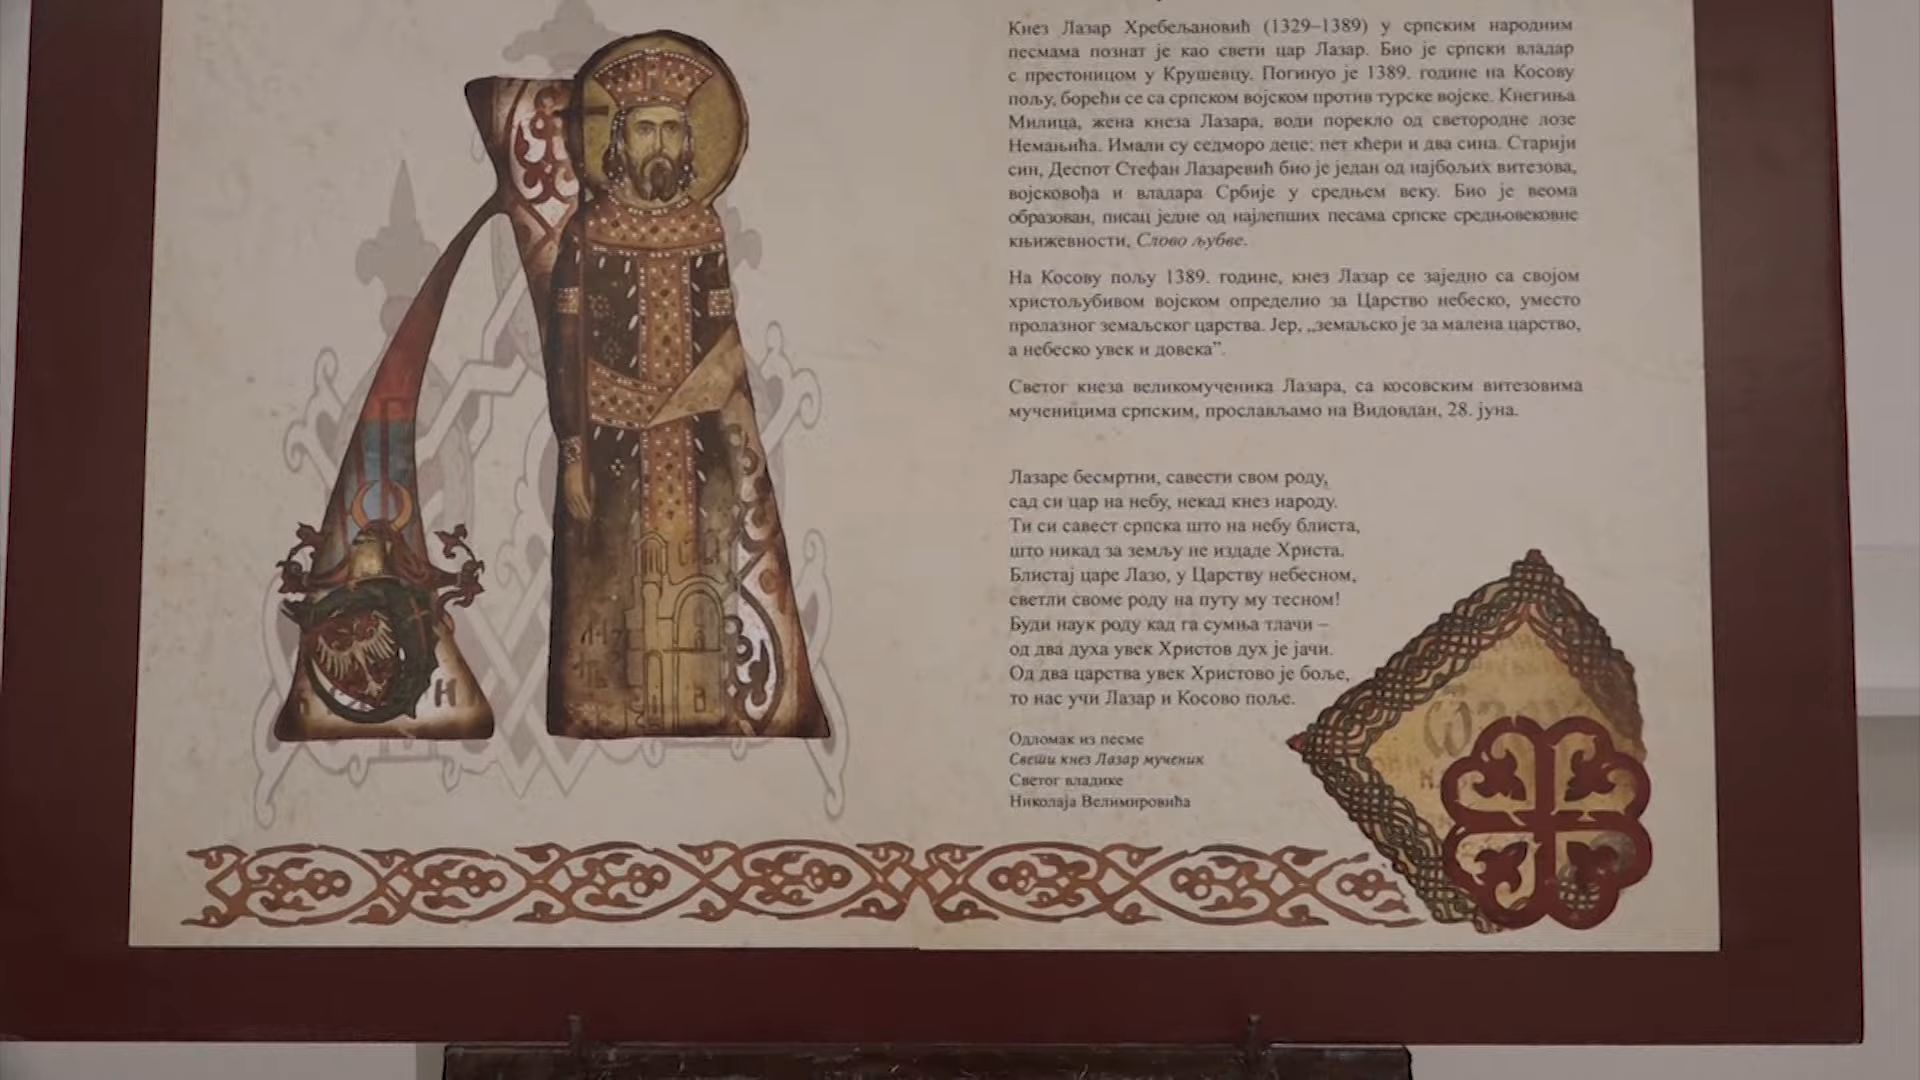 Кнез Лазар Хребељановић (1329–1389) у српским народним
песмама познат је као свети цар Лазар. Био је српски владар
с престоницом у Крушевцу. Погинуо је 1389. године на Косову
пољу, борећи се са српском војском против турске војске. Кнегиња
Милица, жена кнеза Лазара, води порекло од светородне лозе
Немањића. Имали су седморо деце: пет кћери и два сина. Старији
син, Деспот Стефан Лазаревић био је један од најбољих витезова,
војсковођа и владара Србије у средњем веку. Био је веома
образован, писац једне од најлепших песама српске средњовековне
књижевности, Слово љубве.
На Косову пољу 1389. године, кнез Лазар се заједно са својом
христољубивом војском определио за Царство небеско, уместо
пролазног земаљског царства. Јер, „земаљско је за малена царство,
а небеско увек и довека”.
Светог кнеза великомученика Лазара, са косовским витезовима
мученицима српским, прослављамо на Видовдан, 28. јуна.
Лазаре бесмртни, савести свом роду,
сад си цар на небу, некад кнез народу.
Ти си савест српска што на небу блиста,
што никад за земљу не издаде Христа.
Блистај царе Лазо, у Царству небесном,
светли своме роду на путу му тесном!
Буди наук роду кад га сумња тлачи –
од два духа увек Христов дух је јачи.
Од два царства увек Христово је боље,
то нас учи Лазар и Косово поље.
Одломак из песме
Свети кнез Лазар мученик
Светог владике
Николаја Велимировића